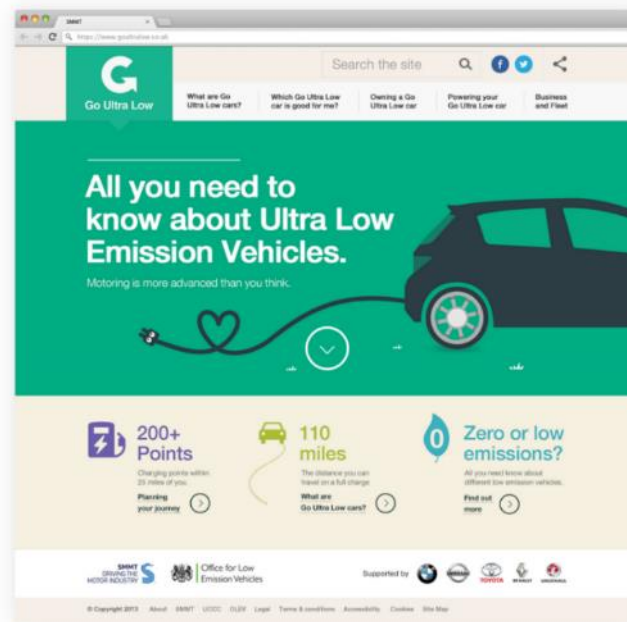 SMMT
https://www.goultralow.co.uk
Search the site
G
Go Ultra Low
What are Go
Ultra Low cars?
Which Go Ultra Low
car is good for me?
Owning a Go
Ultra Low car
Powering your
Go Ultra Low car
Business
and Fleet
All you need to
know about Ultra Low
Emission Vehicles.
Motoring is more advanced than you think.
200+
Points
Charging points within
25 miles of you.
Planning
your journey
110
miles
The distance you can
travel on a full charge
What are
Go Ultra Low cars?
0
Zero or low
emissions?
All you need know about
different low emission vehicles.
Find out
more
SMMT
DRIVING THE
MOTOR INDUSTRY
Office for Low
Emission Vehicles
Supported by
BMW
NISSAN
TOYOTA
RENAULT
VAUXHALL
© Copyright 2013 About SMMT UCCC OLEV Legal Terms & conditions Accessibility Cookies Site Map